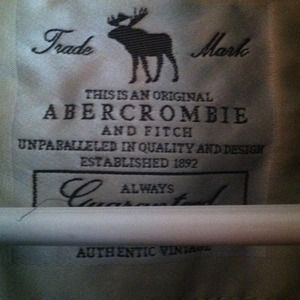 Trade Mark
THIS IS AN ORIGINAL
ABERCROMBIE
AND FITCH
UNPARALLELED IN QUALITY AND DESIGN
ESTABLISHED 1892
ALWAYS
Guaranteed
AUTHENTIC VINTAGE